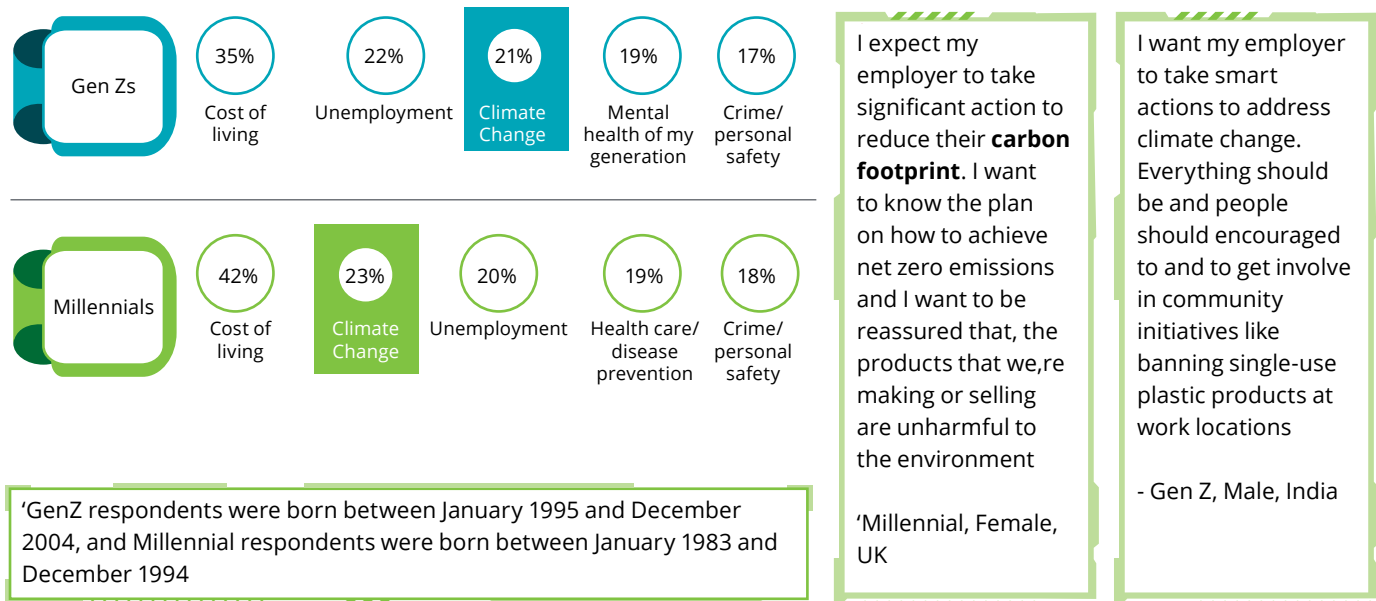 Gen Zs
35%
Cost of
living
22%
Unemployment
21%
Climate
Change
19%
Mental
health of my
generation
17%
Crime/
personal
safety
Millennials
42%
Cost of
living
23%
Climate
Change
20%
Unemployment
19%
Health care/
disease
prevention
18%
Crime/
personal
safety
‘GenZ respondents were born between January 1995 and December
2004, and Millennial respondents were born between January 1983 and
December 1994
I expect my
employer to take
significant action to
reduce their carbon
footprint. I want
to know the plan
on how to achieve
net zero emissions
and I want to be
reassured that, the
products that we,re
making or selling
are unharmful to
the environment
‘Millennial, Female,
UK
I want my employer
to take smart
actions to address
climate change.
Everything should
be and people
should encouraged
to and to get involve
in community
initiatives like
banning single-use
plastic products at
work locations
- Gen Z, Male, India